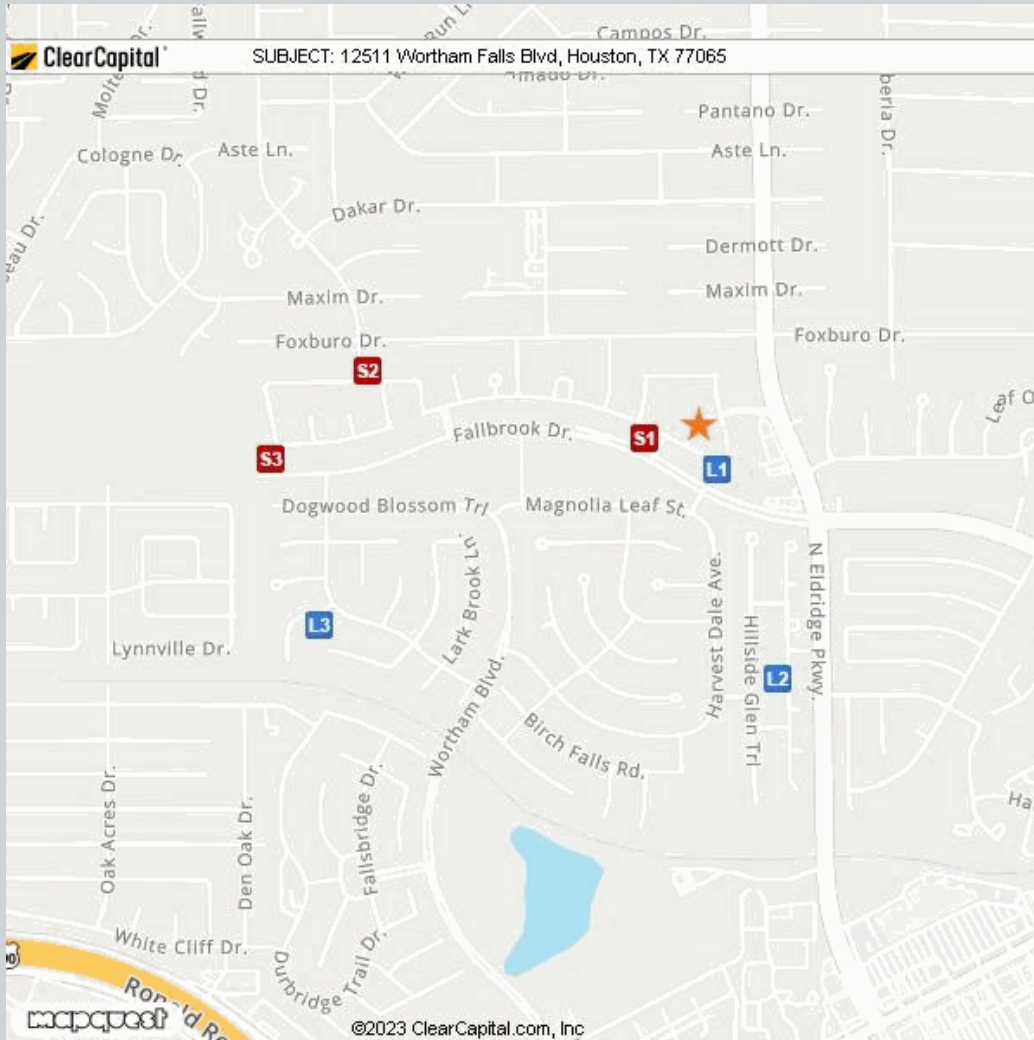 Campos Dr.
ClearCapital
SUBJECT: 12511 Wortham Falls Blvd, Houston, TX 77065
Pantano Dr.
Cologne Dr.
Aste Ln.
Aste Ln.
Dakar Dr.
Dermott Dr.
Maxim Dr.
Maxim Dr.
Foxburo Dr.
Foxburo Dr.
S2
Fallbrook Dr.
S1
S3
L1
Dogwood Blossom Trl
Magnolia Leaf St.
Lark Brook Ln.
Harvest Dale Ave.
N Eldridge Pkwy.
L3
Hillside Glen Trl
Lynnville Dr.
L2
Wortham Blvd.
Birch Falls Rd.
Oak Acres Dr.
Den Oak Dr.
Fallsbridge Dr.
White Cliff Dr.
Durbridge Trail Dr.
mapquest
©2023 ClearCapital.com, Inc